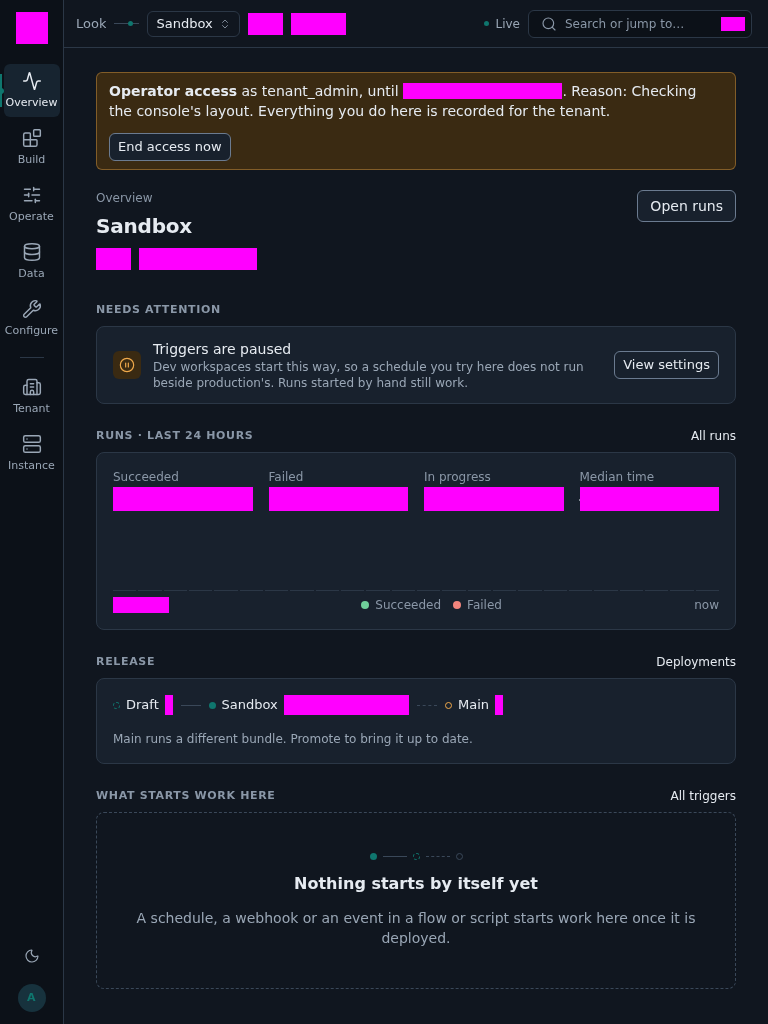 Look
Sandbox
Live
Search or jump to…
Overview
Build
Operate
Data
Configure
Tenant
Instance
A
Operator access as tenant_admin, until . Reason: Checking
the console's layout. Everything you do here is recorded for the tenant.
End access now
Overview
Sandbox
Open runs
NEEDS ATTENTION
Triggers are paused
Dev workspaces start this way, so a schedule you try here does not run
beside production's. Runs started by hand still work.
View settings
RUNS · LAST 24 HOURS
All runs
Succeeded
Failed
In progress
Median time
Succeeded
Failed
now
RELEASE
Deployments
Draft
Sandbox
Main
Main runs a different bundle. Promote to bring it up to date.
WHAT STARTS WORK HERE
All triggers
Nothing starts by itself yet
A schedule, a webhook or an event in a flow or script starts work here once it is
deployed.